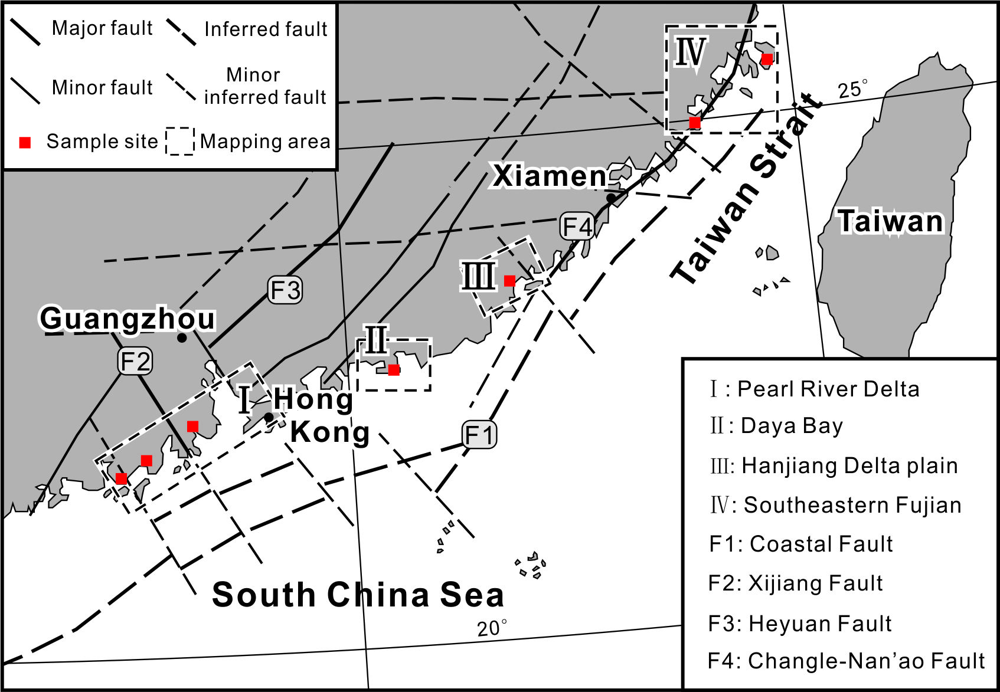 Major fault
Inferred fault
Minor fault
Minor
inferred fault
Sample site
Mapping area
Ⅳ
25°
Taiwan Strait
Xiamen
Taiwan
F4
Ⅲ
F3
Guangzhou
Ⅱ
F2
Ⅰ
Hong
Kong
F1
South China Sea
20°
Ⅰ: Pearl River Delta
Ⅱ: Daya Bay
Ⅲ: Hanjiang Delta plain
Ⅳ: Southeastern Fujian
F1: Coastal Fault
F2: Xijiang Fault
F3: Heyuan Fault
F4: Changle-Nan’ao Fault